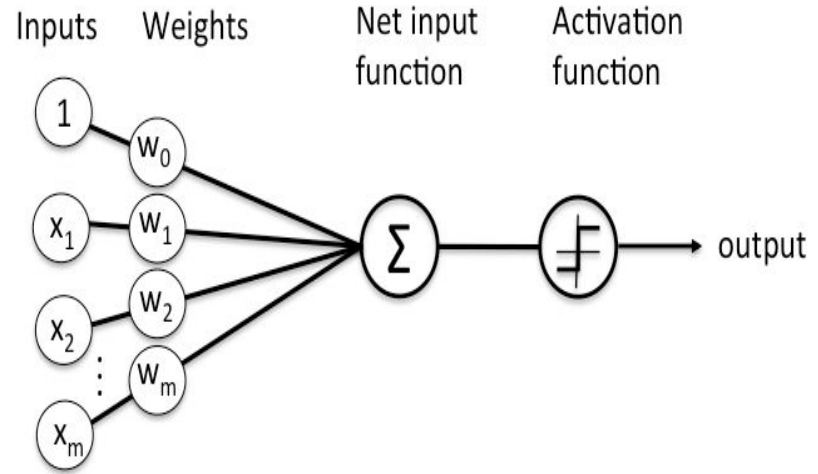 Inputs Weights Net input function Activation function
1
w₀
x₁ w₁
Σ
output
x₂ w₂
⋮
wₘ
xₘ